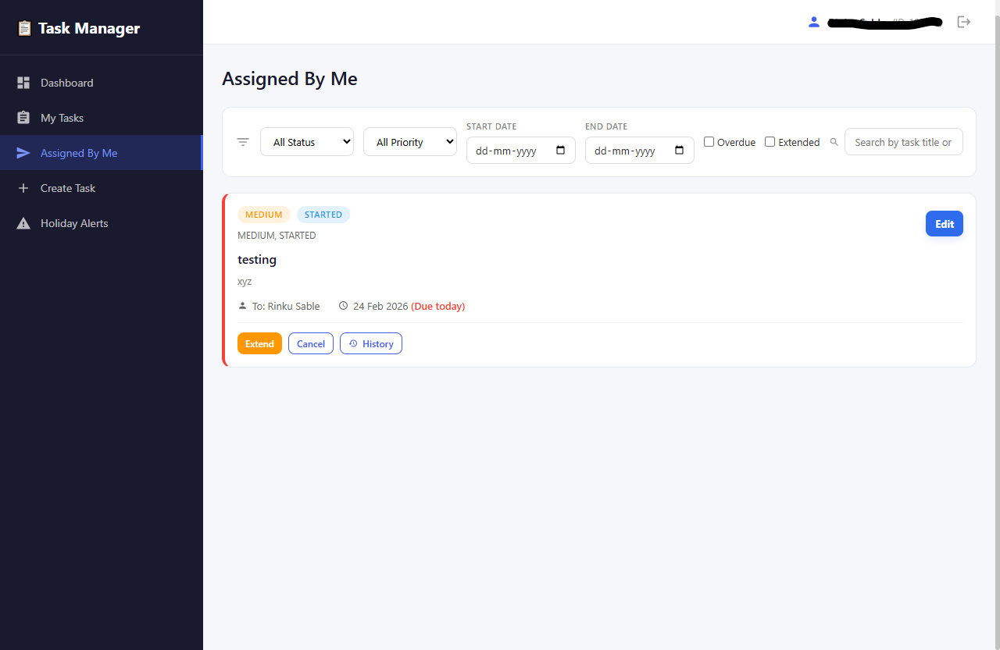 Task Manager
Dashboard
My Tasks
Assigned By Me
Create Task
Holiday Alerts
Assigned By Me
All Status
All Priority
START DATE
dd-mm-yyyy
END DATE
dd-mm-yyyy
Overdue
Extended
Search by task title or
MEDIUM STARTED
MEDIUM, STARTED
Edit
testing
xyz
To: Rinku Sable 24 Feb 2026 (Due today)
Extend Cancel History